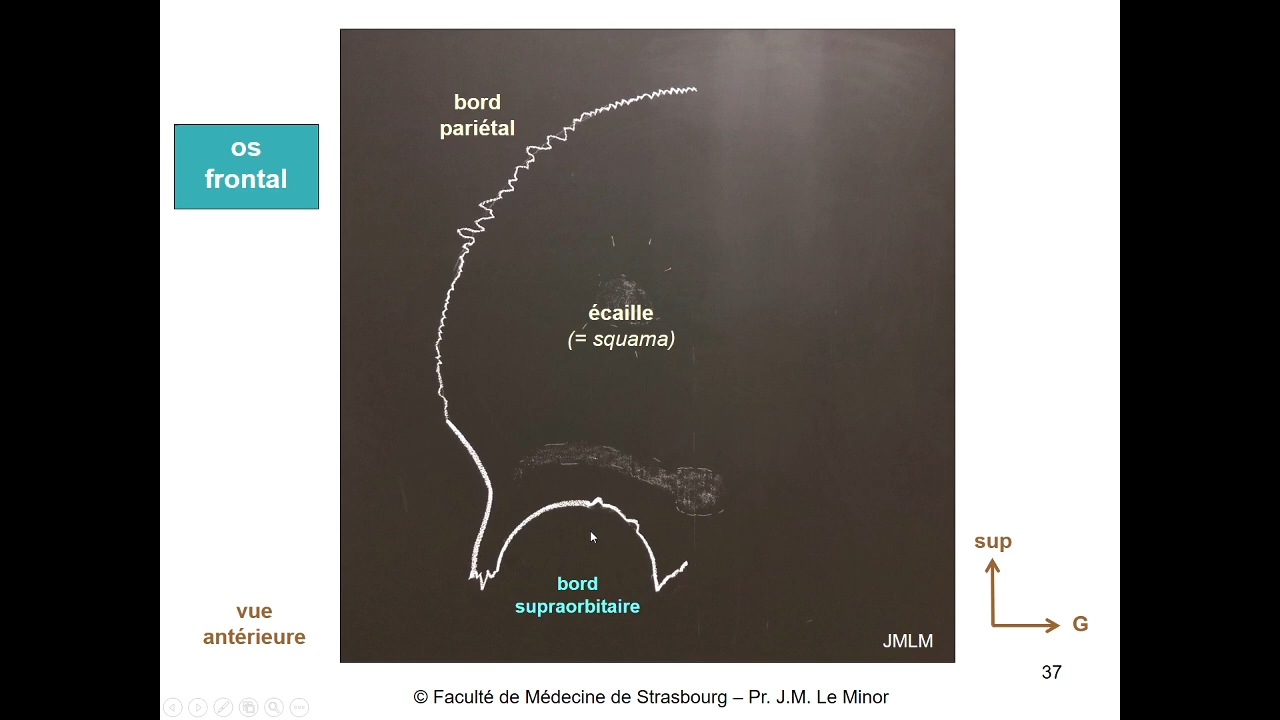 os
frontal
bord
pariétal
écaille
(= squama)
bord
supraorbitaire
vue
antérieure
sup
G
JMLM
37
© Faculté de Médecine de Strasbourg – Pr. J.M. Le Minor